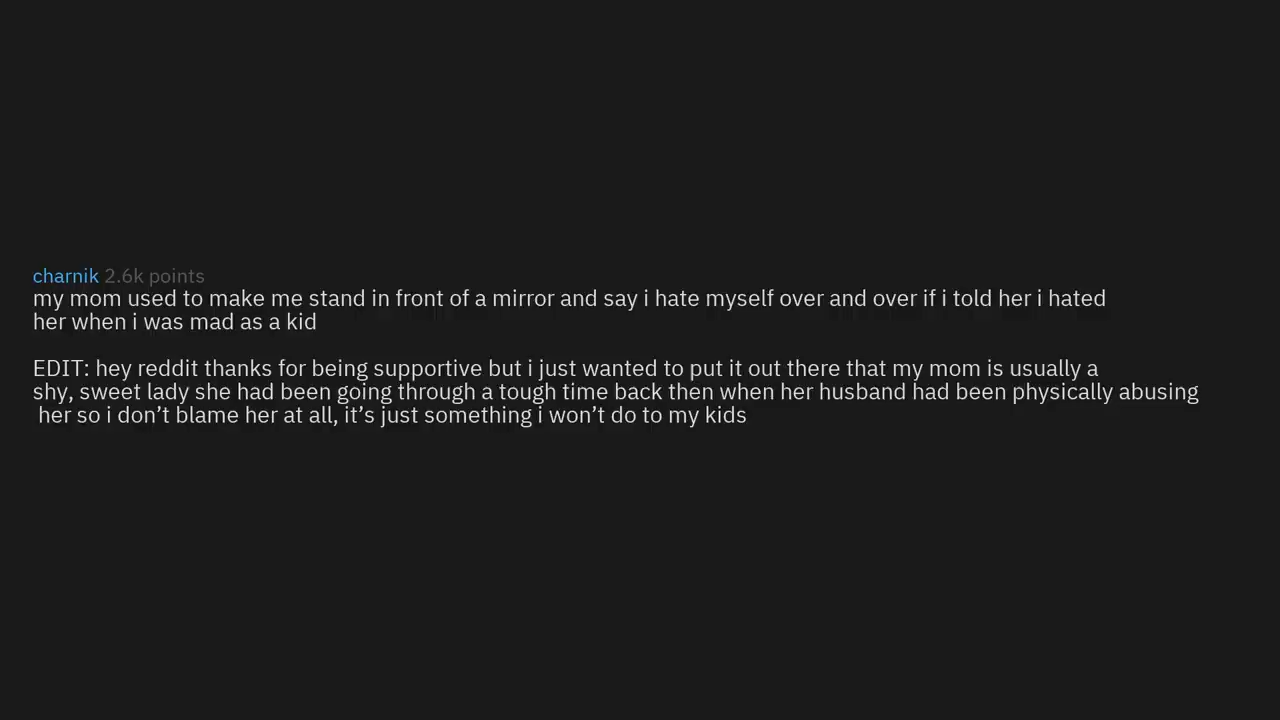 charnik 2.6k points
my mom used to make me stand in front of a mirror and say i hate myself over and over if i told her i hated
her when i was mad as a kid
EDIT: hey reddit thanks for being supportive but i just wanted to put it out there that my mom is usually a
shy, sweet lady she had been going through a tough time back then when her husband had been physically abusing
her so i don’t blame her at all, it’s just something i won’t do to my kids